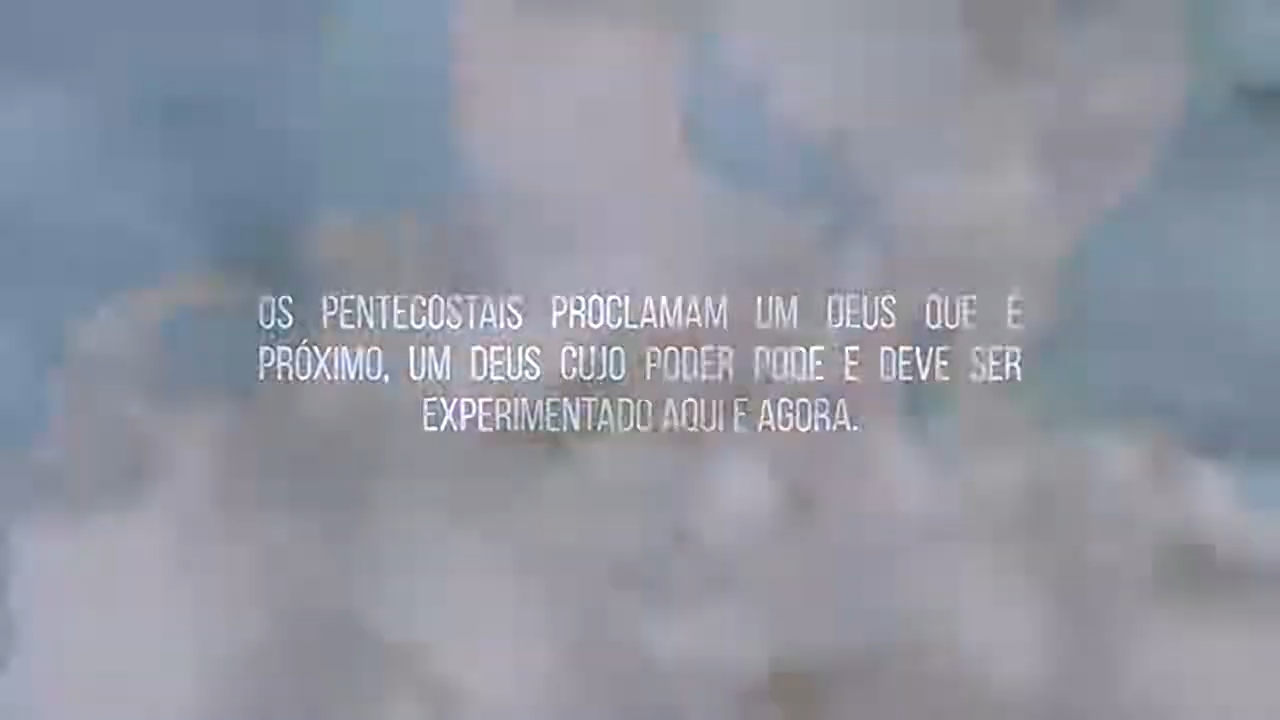 OS PENTECOSTAIS PROCLAMAM UM DEUS QUE É
PRÓXIMO, UM DEUS CUJO PODER PODE E DEVE SER
EXPERIMENTADO AQUI E AGORA.